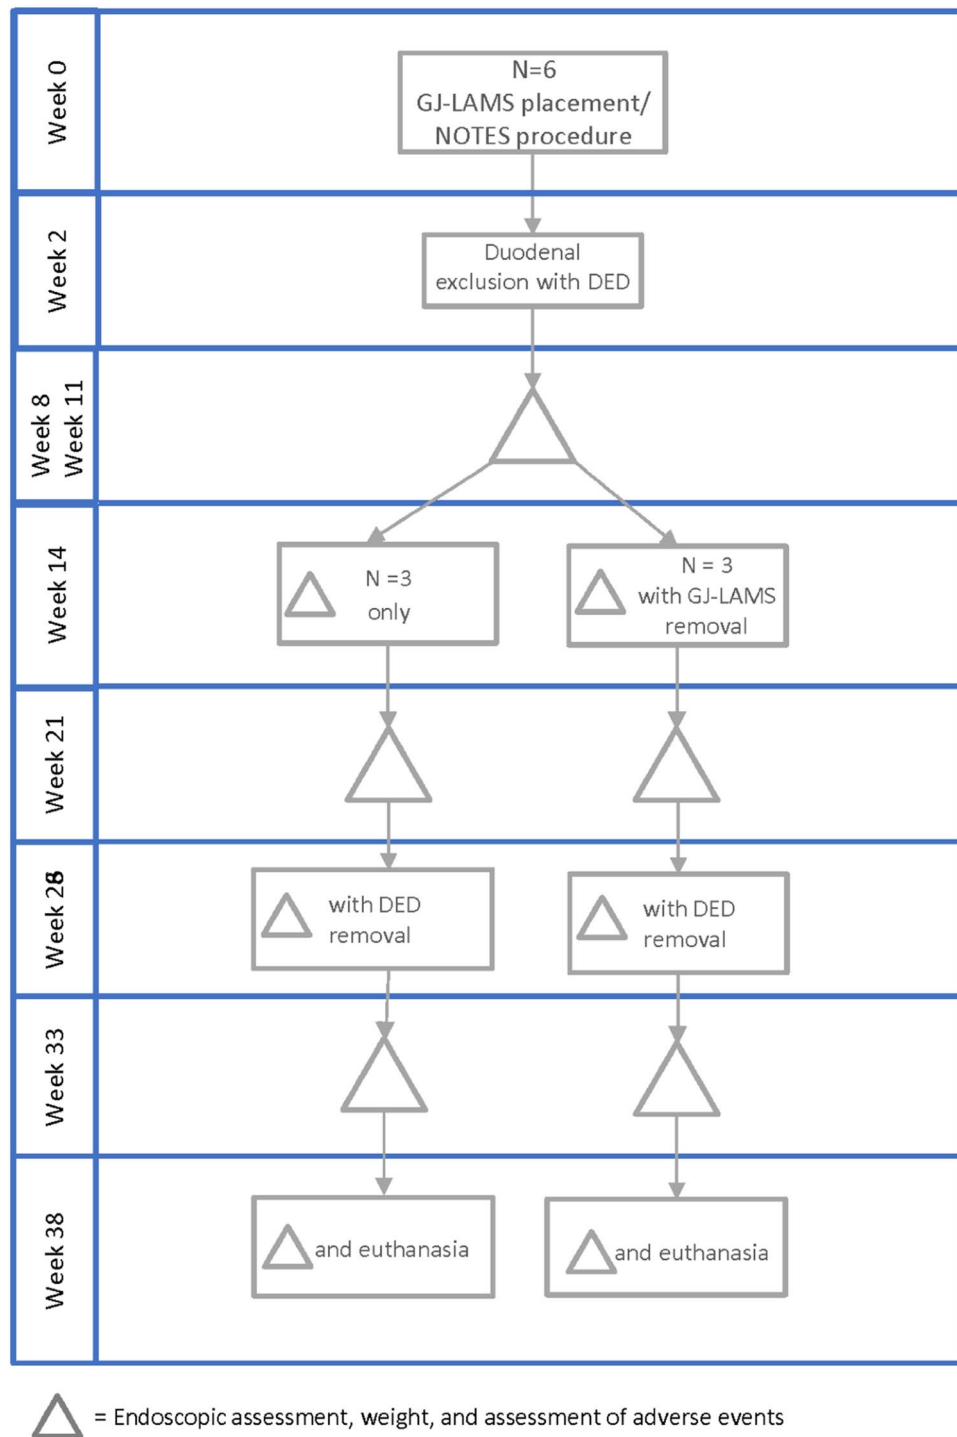 Week 0
N=6
GJ-LAMS placement/
NOTES procedure
Week 2
Duodenal
exclusion with DED
Week 8
Week 11
Week 14
N =3
only
N = 3
with GJ-LAMS
removal
Week 21
Week
with DED
removal
with DED
removal
Week 33
Week 38
and euthanasia
and euthanasia
= Endoscopic assessment, weight, and assessment of adverse events